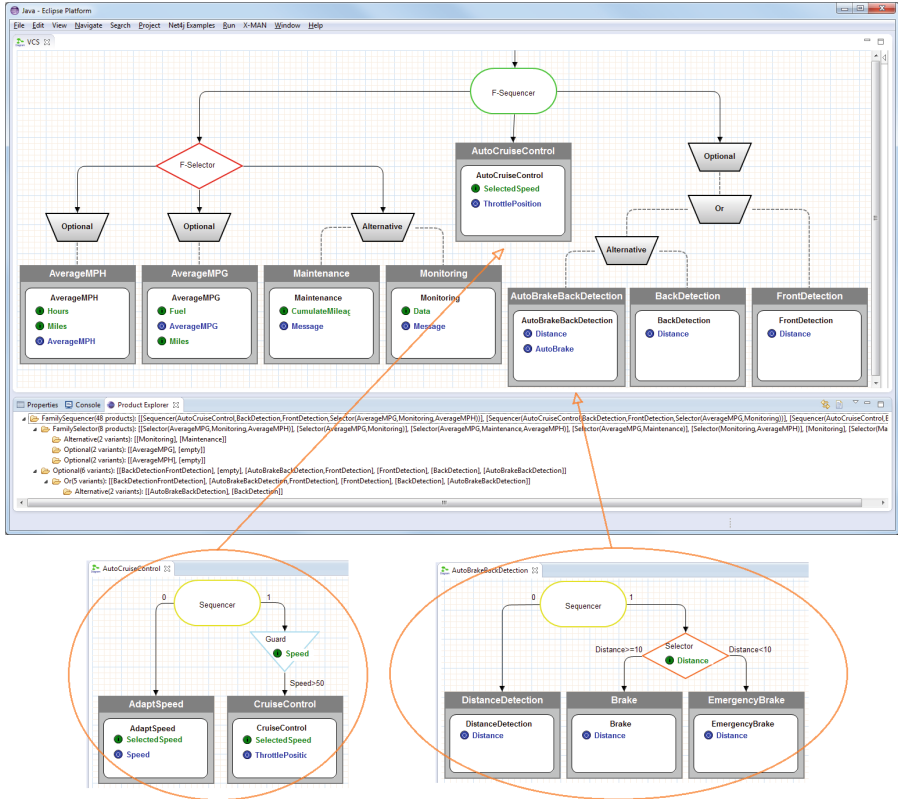 Java - Eclipse Platform
File Edit View Navigate Search Project Net4j Examples Run X-MAN Window Help
VCS
F-Sequencer
F-Selector
AutoCruiseControl
AutoCruiseControl
SelectedSpeed
ThrottlePosition
Optional
Or
Optional
Optional
Alternative
Alternative
AverageMPH
AverageMPH
Hours
Miles
AverageMPH
AverageMPG
AverageMPG
Fuel
AverageMPG
Miles
Maintenance
Maintenance
CumulateMileag
Message
Monitoring
Monitoring
Data
Message
AutoBrakeBackDetection
AutoBrakeBackDetection
Distance
AutoBrake
BackDetection
BackDetection
Distance
FrontDetection
FrontDetection
Distance
Properties Console Product Explorer
FamilySequencer(48 products): [[Sequencer(AutoCruiseControl,BackDetection,FrontDetection,Selector(AverageMPG,Monitoring,AverageMPH))], [Sequencer(AutoCruiseControl,BackDetection,FrontDetection,Selector(AverageMPG,Monitoring))], [Sequencer(AutoCruiseControl,E
FamilySelector(8 products): [[Selector(AverageMPG,Monitoring,AverageMPH)], [Selector(AverageMPG,Monitoring)], [Selector(AverageMPG,Maintenance,AverageMPH)], [Selector(AverageMPG,Maintenance)], [Selector(Monitoring,AverageMPH)], [Monitoring], [Selector(Ma
Alternative(2 variants): [[Monitoring], [Maintenance]]
Optional(2 variants): [[AverageMPG], [empty]]
Optional(2 variants): [[AverageMPH], [empty]]
Optional(6 variants): [[BackDetectionFrontDetection], [empty], [AutoBrakeBackDetection,FrontDetection], [FrontDetection], [BackDetection], [AutoBrakeBackDetection]]
Or(5 variants): [[BackDetectionFrontDetection], [AutoBrakeBackDetection,FrontDetection], [FrontDetection], [BackDetection], [AutoBrakeBackDetection]]
Alternative(2 variants): [[AutoBrakeBackDetection], [BackDetection]]
AutoCruiseControl
0
Sequencer
1
Guard
Speed
Speed>50
AdaptSpeed
AdaptSpeed
SelectedSpeed
Speed
CruiseControl
CruiseControl
SelectedSpeed
ThrottlePositic
AutoBrakeBackDetection
0
Sequencer
1
Distance>=10
Selector
Distance
Distance<10
DistanceDetection
DistanceDetection
Distance
Brake
Brake
Distance
EmergencyBrake
EmergencyBrake
Distance